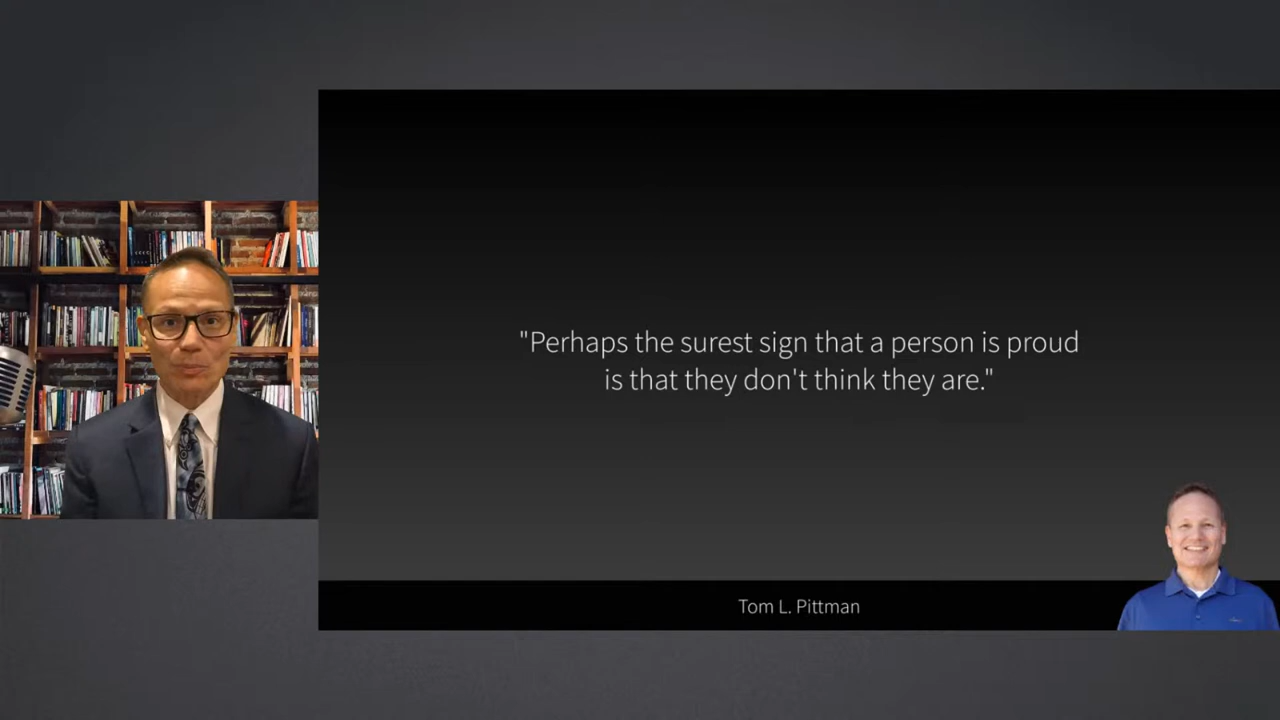 "Perhaps the surest sign that a person is proud
is that they don't think they are."
Tom L. Pittman